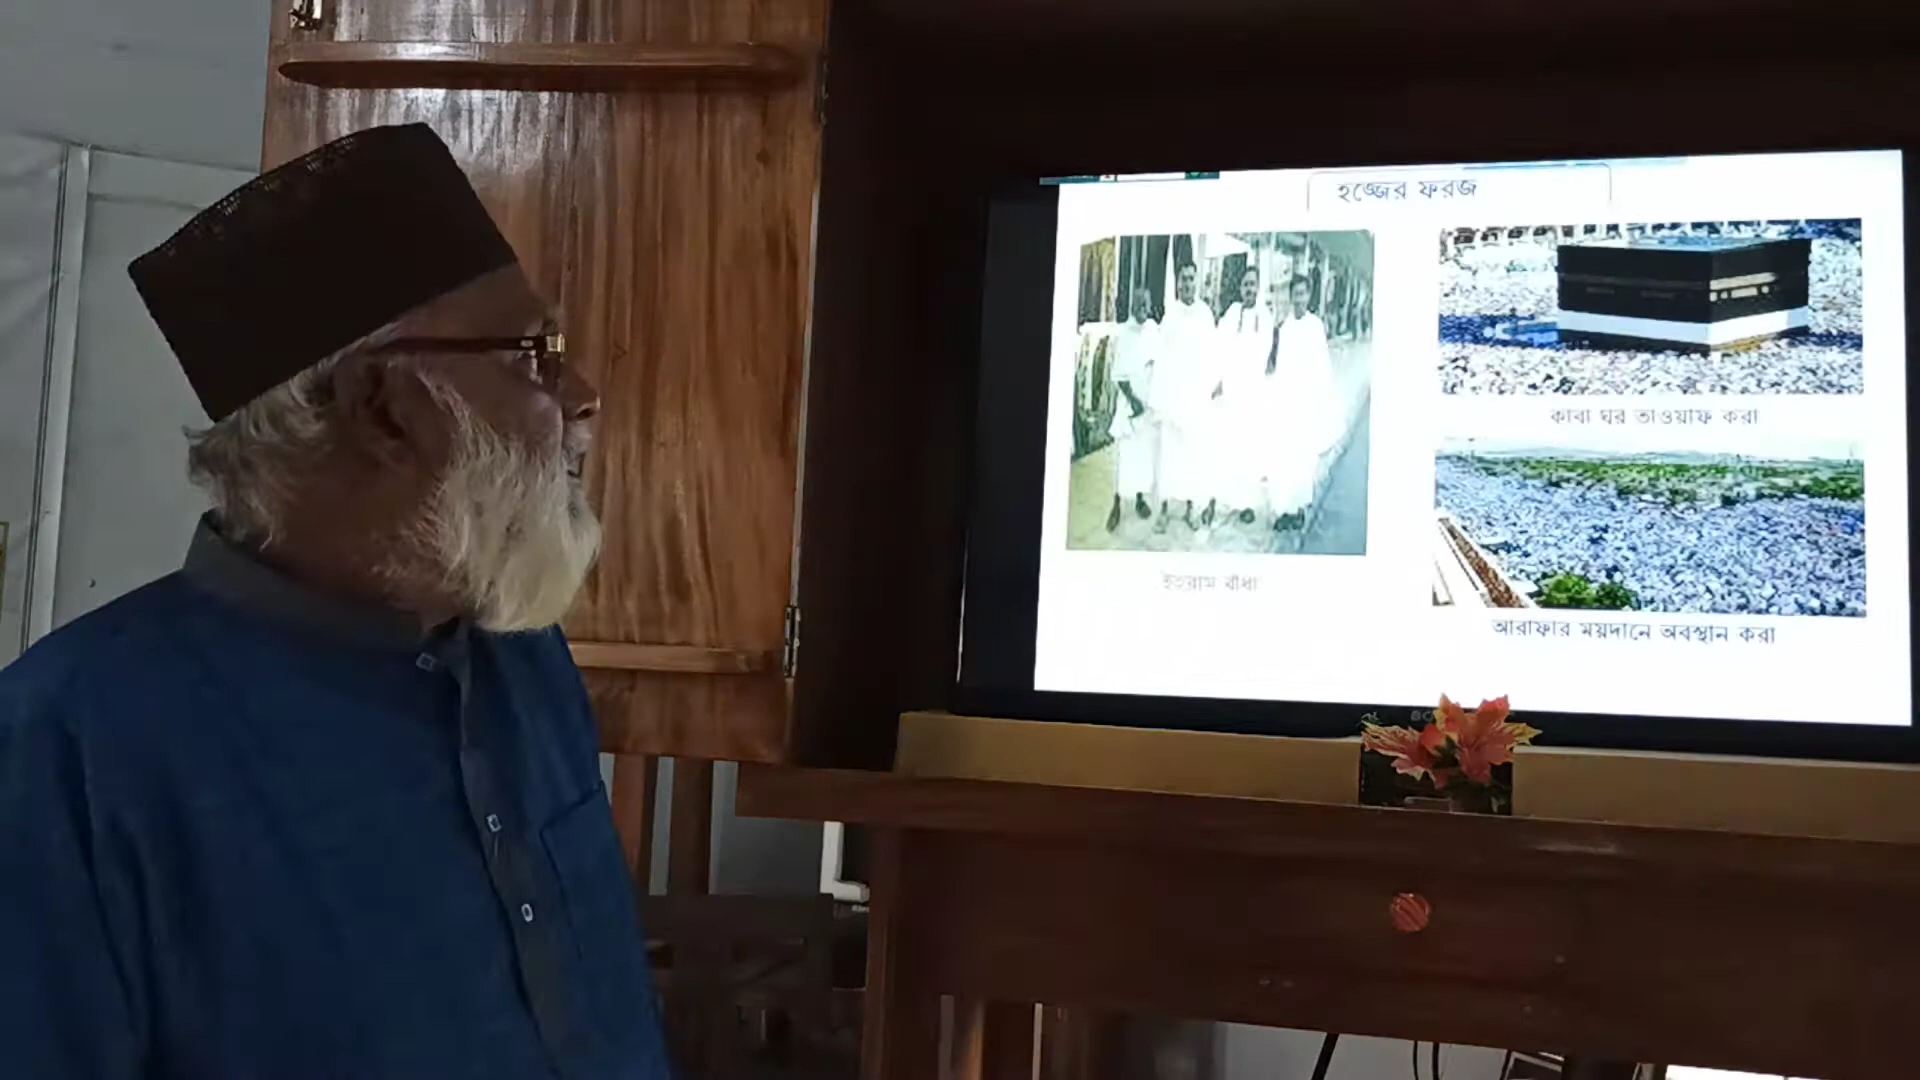 হজ্জের ফরজ
কাবা ঘর তাওয়াফ করা
ইহরাম বাঁধা
আরাফার ময়দানে অবস্থান করা